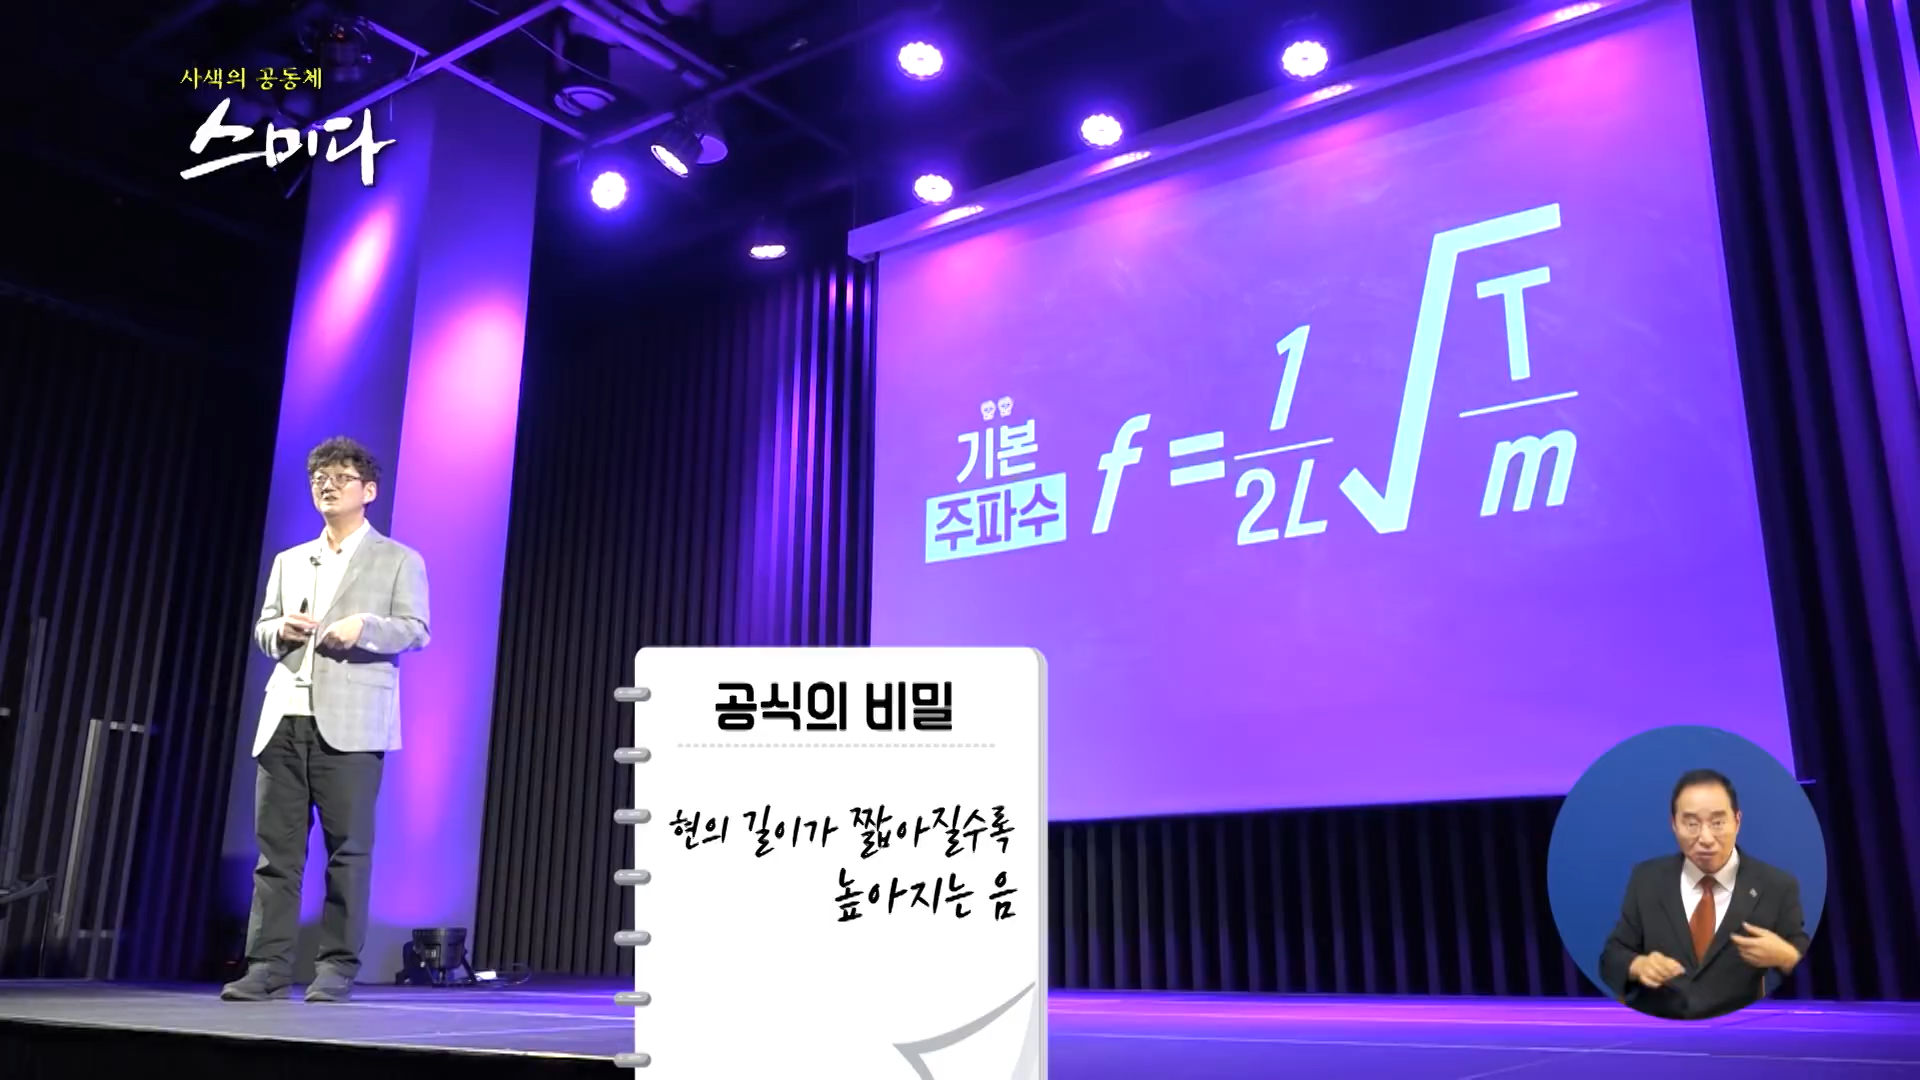 사색의 공동체
스미다
기본
주파수
f = 1/2L √T/m
공식의 비밀
현의 길이가 짧아질수록
높아지는 음